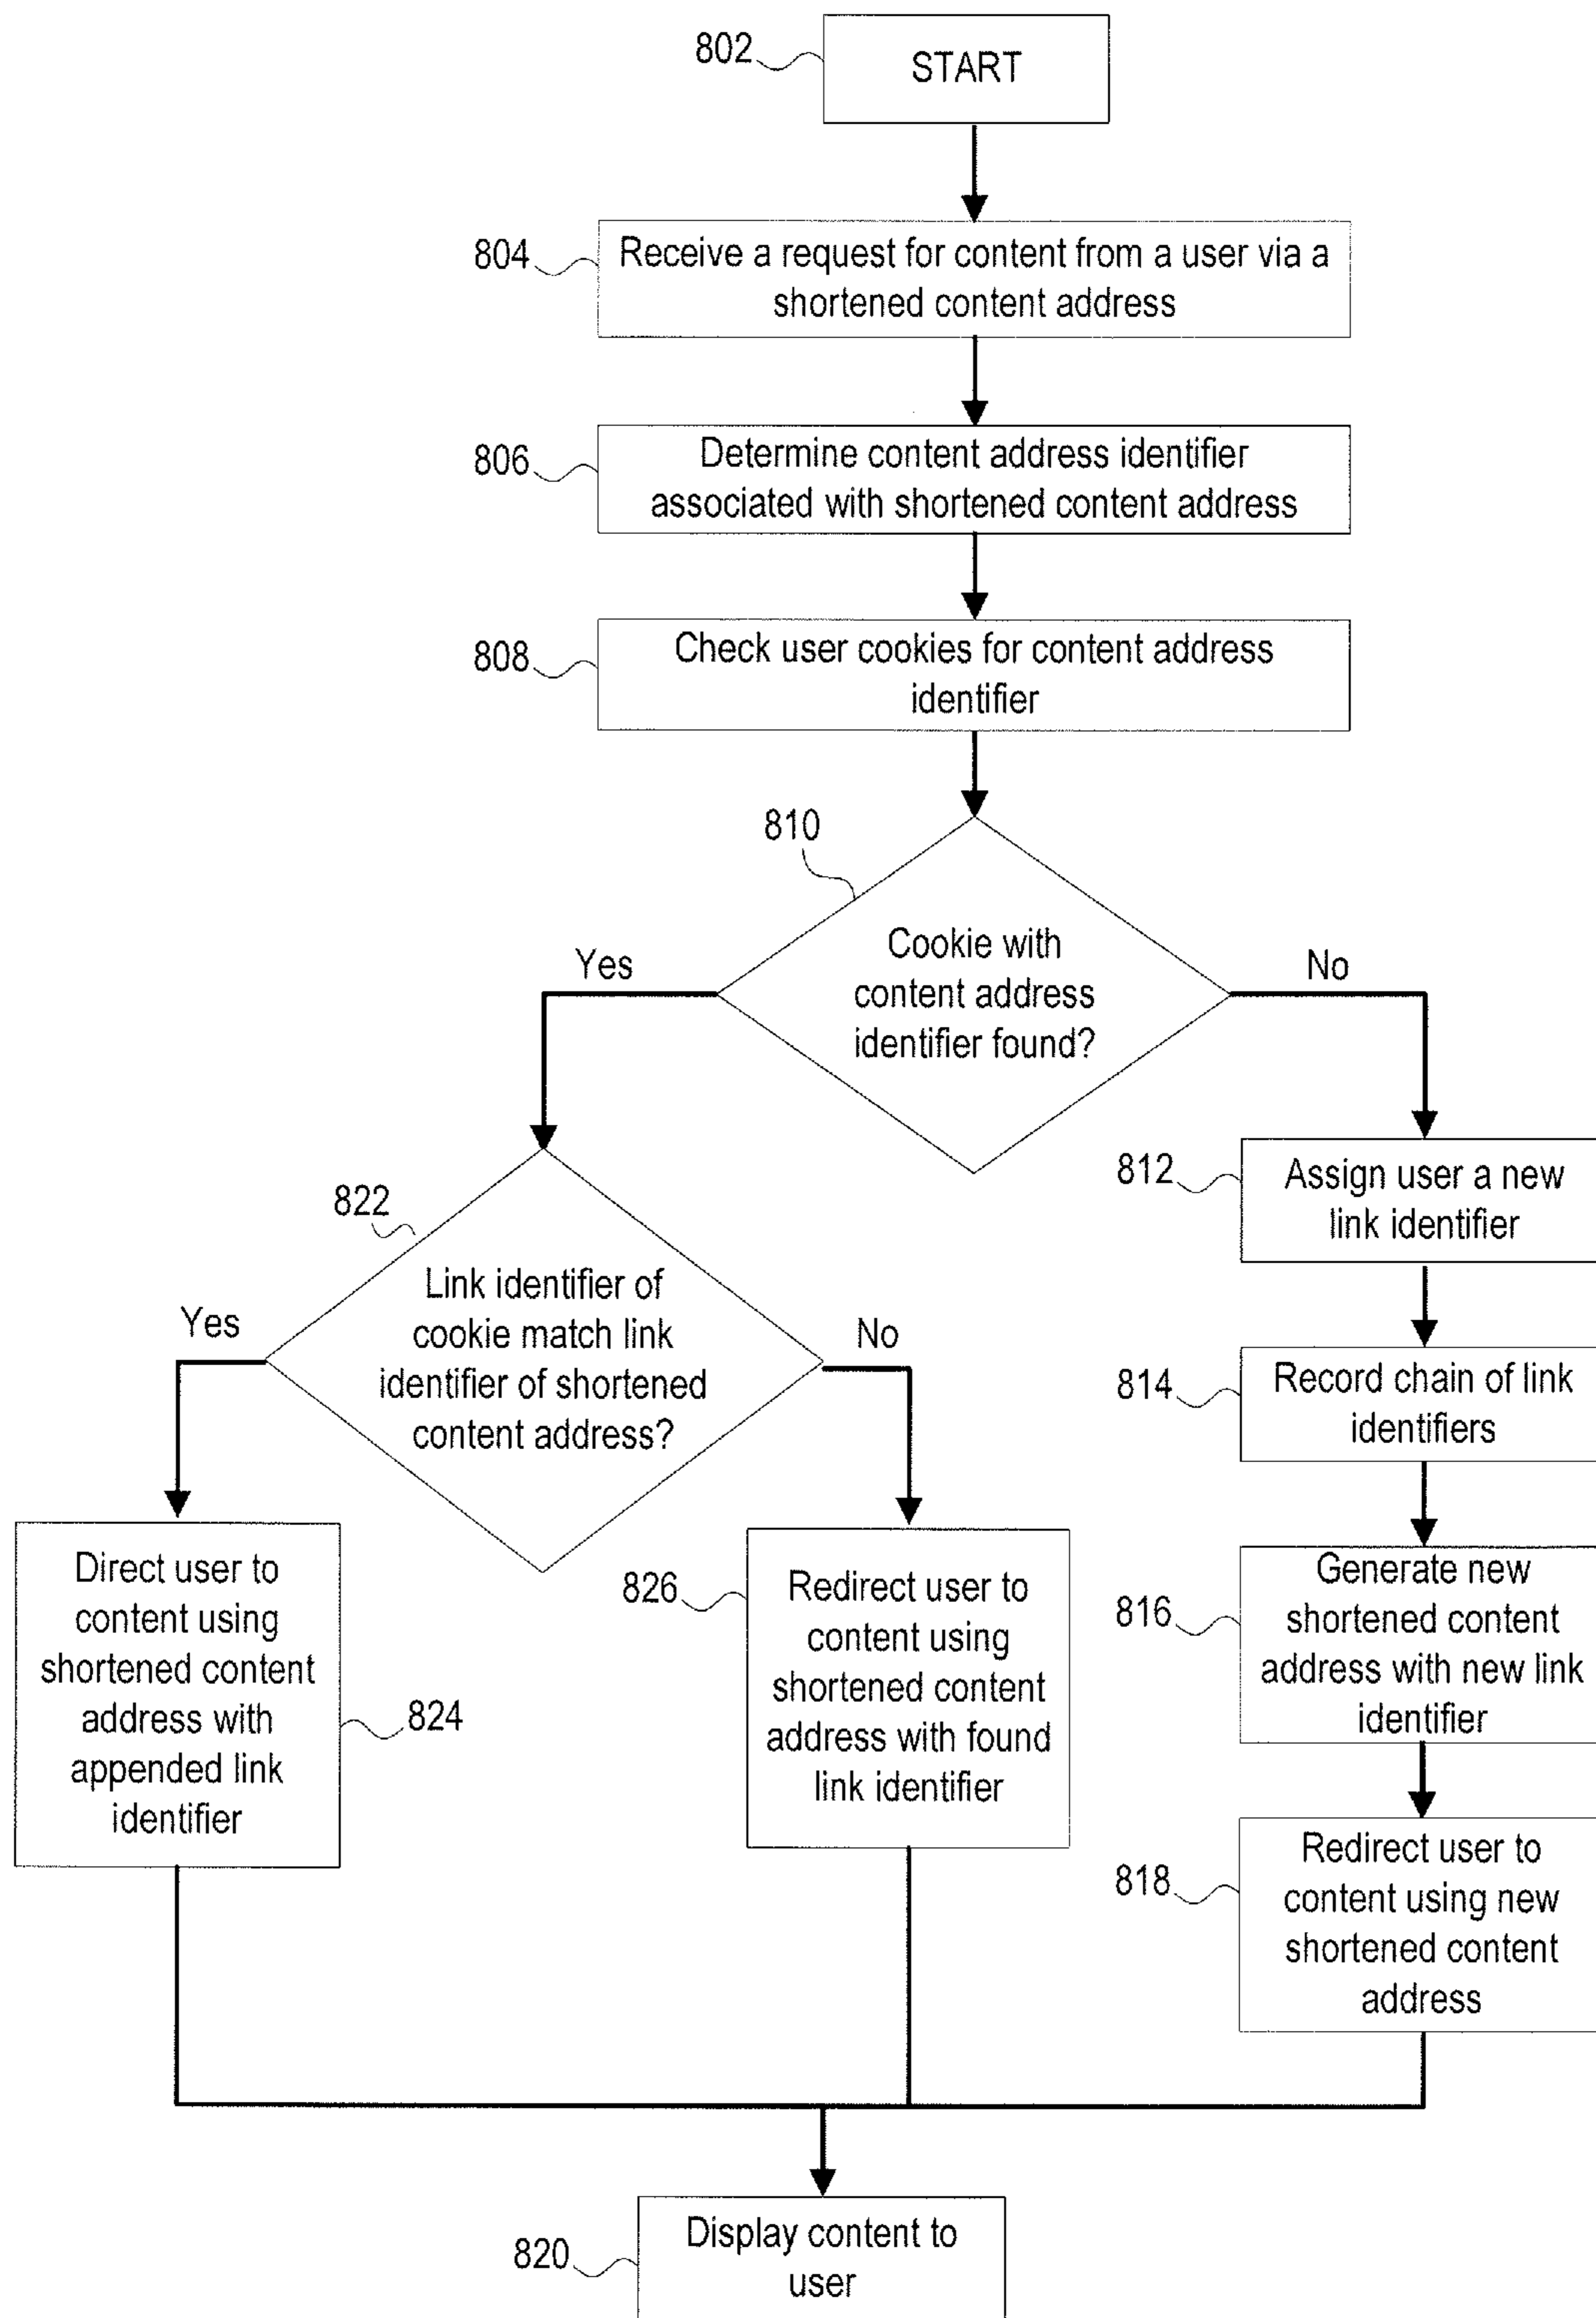 802
START
804
Receive a request for content from a user via a
shortened content address
806
Determine content address identifier
associated with shortened content address
808
Check user cookies for content address
identifier
810
Cookie with
content address
identifier found?
Yes
No
812
Assign user a new
link identifier
822
Link identifier of
cookie match link
identifier of shortened
content address?
Yes
No
814
Record chain of link
identifiers
824
Direct user to
content using
shortened content
address with
appended link
identifier
826
Redirect user to
content using
shortened content
address with found
link identifier
816
Generate new
shortened content
address with new link
identifier
818
Redirect user to
content using new
shortened content
address
820
Display content to
user